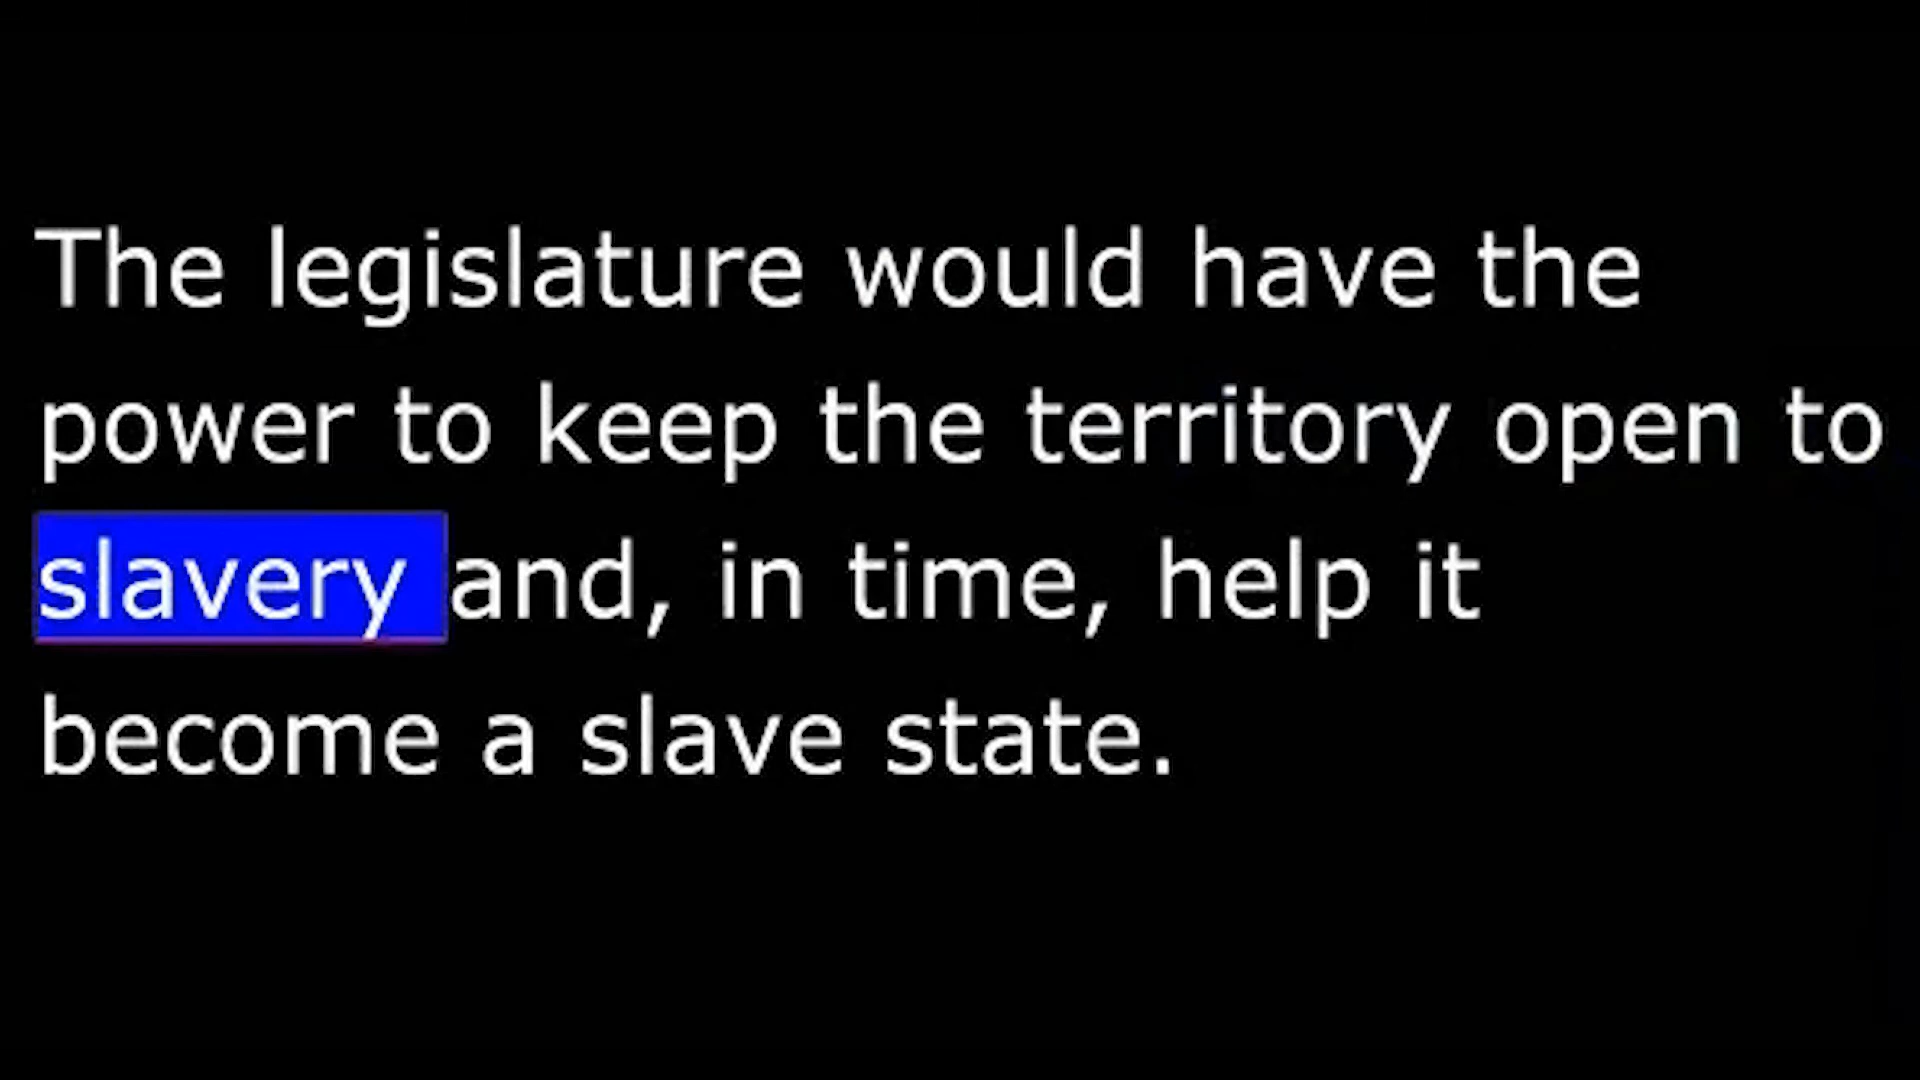 The legislature would have the
power to keep the territory open to
slavery and, in time, help it
become a slave state.